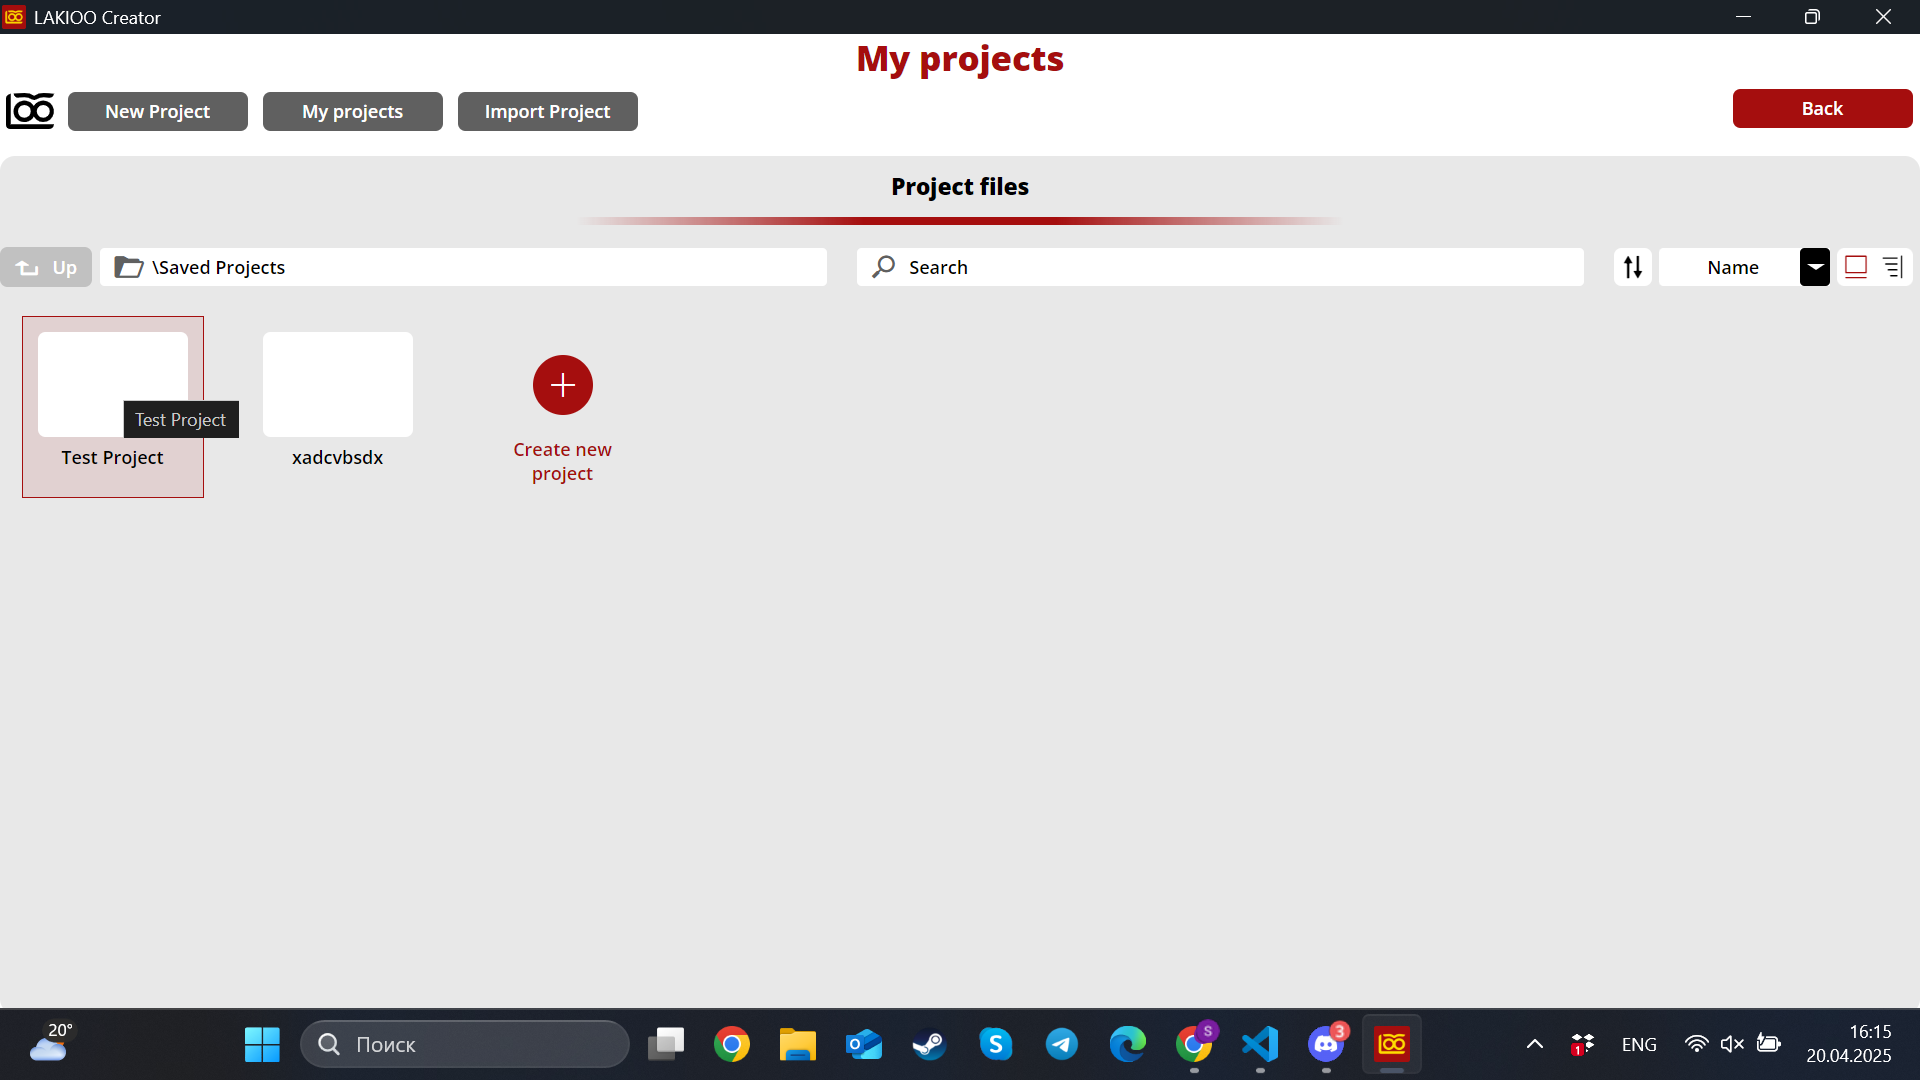 LAKIOO Creator
My projects
New Project
My projects
Import Project
Back
Project files
Up
\Saved Projects
Search
Name
Test Project
Test Project
xadcvbsdx
Create new
project
20°
Поиск
S
3
1
ENG
16:15
20.04.2025